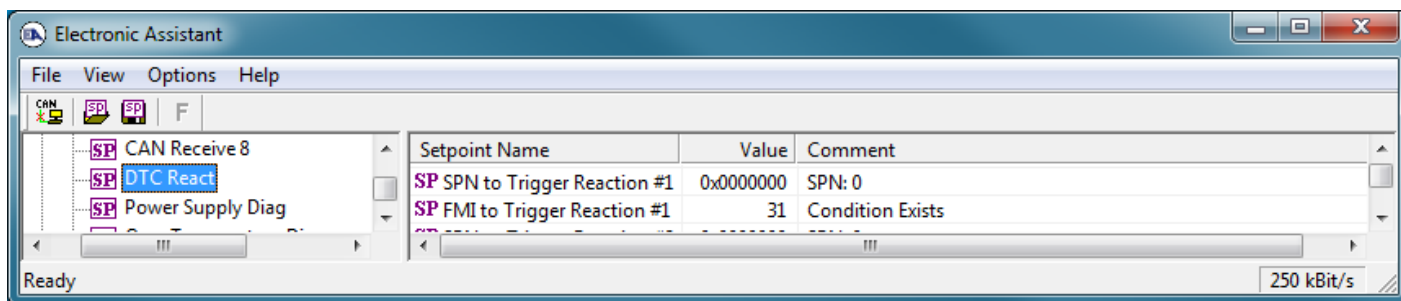 Electronic Assistant
File View Options Help
CAN SP SP F
SP CAN Receive 8
SP DTC React
SP Power Supply Diag
Setpoint Name Value Comment
SP SPN to Trigger Reaction #1 0x0000000 SPN: 0
SP FMI to Trigger Reaction #1 31 Condition Exists
Ready 250 kBit/s